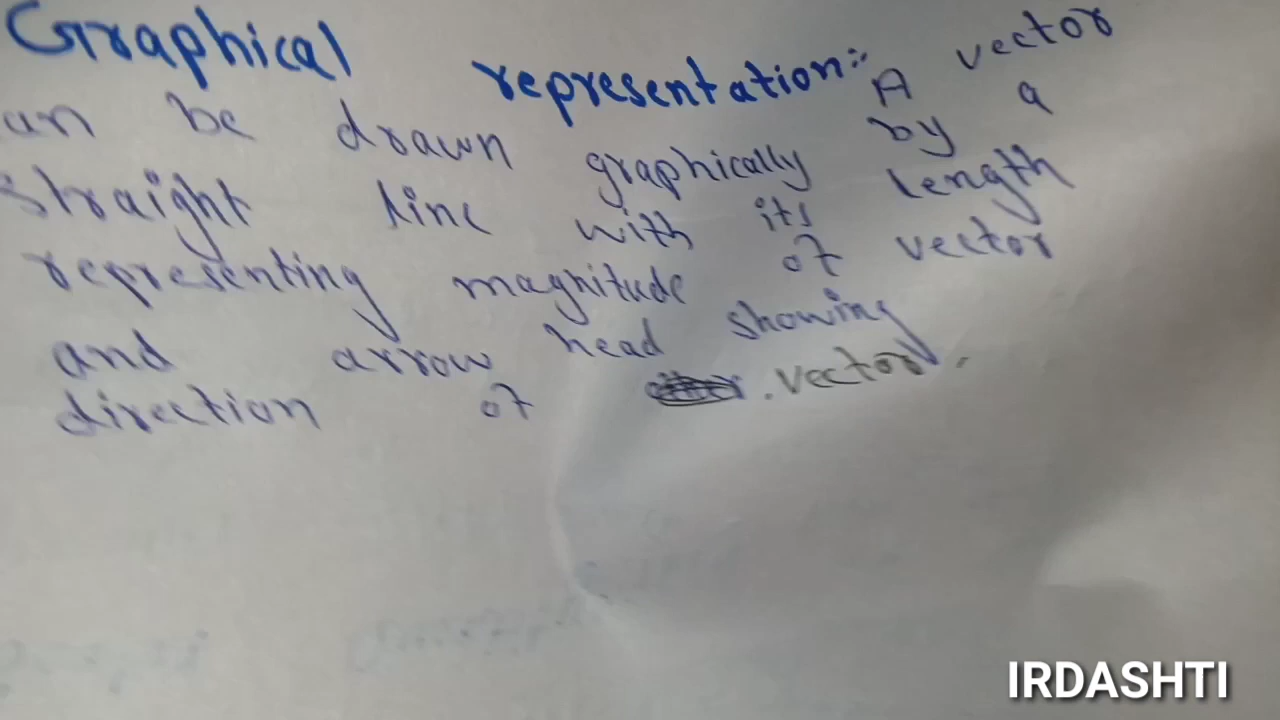 Graphical representation:- A vector
an be drawn graphically by a
straight line with its length
representing magnitude of vector
and arrow head showing
direction of vector.
IRDASHTI